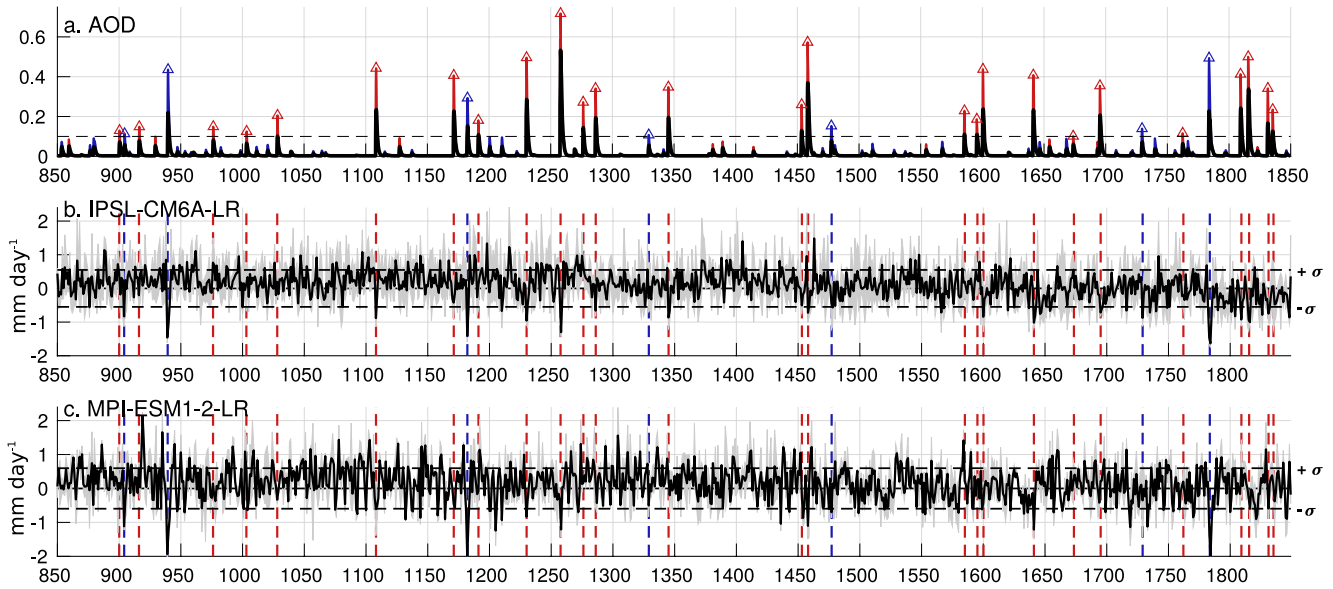 a. AOD
0.6
0.4
0.2
0
850 900 950 1000 1050 1100 1150 1200 1250 1300 1350 1400 1450 1500 1550 1600 1650 1700 1750 1800 1850
b. IPSL-CM6A-LR
2
1
0
-1
-2
mm day-1
+ σ
- σ
850 900 950 1000 1050 1100 1150 1200 1250 1300 1350 1400 1450 1500 1550 1600 1650 1700 1750 1800
c. MPI-ESM1-2-LR
2
1
0
-1
-2
mm day-1
+ σ
- σ
850 900 950 1000 1050 1100 1150 1200 1250 1300 1350 1400 1450 1500 1550 1600 1650 1700 1750 1800